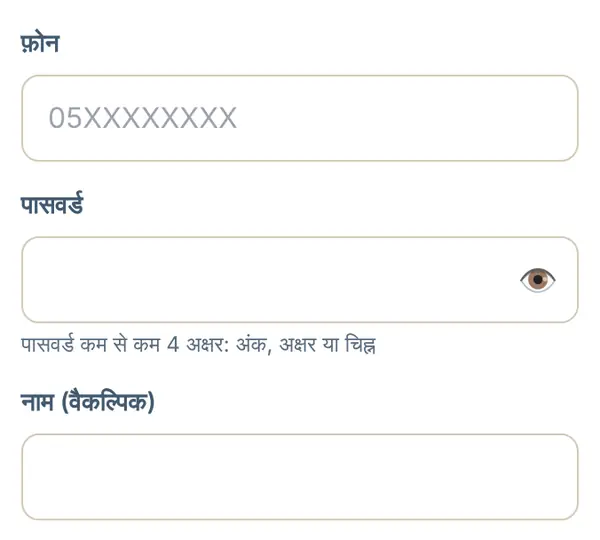 फ़ोन
05XXXXXXXX
पासवर्ड
पासवर्ड कम से कम 4 अक्षर: अंक, अक्षर या चिह्न
नाम (वैकल्पिक)